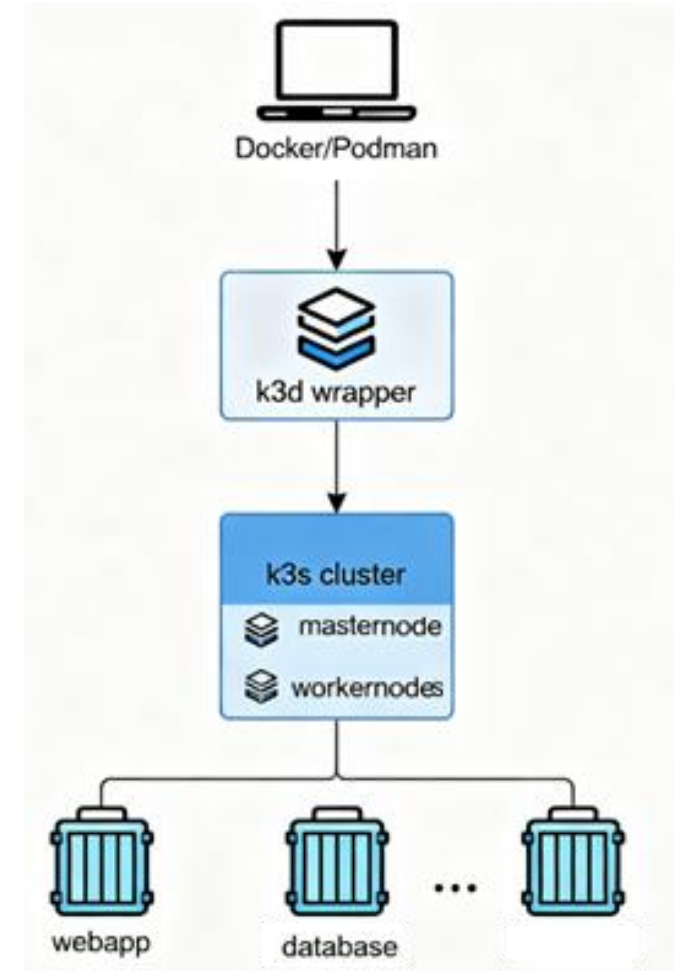 Docker/Podman
k3d wrapper
k3s cluster
masternode
workernodes
webapp
database
...